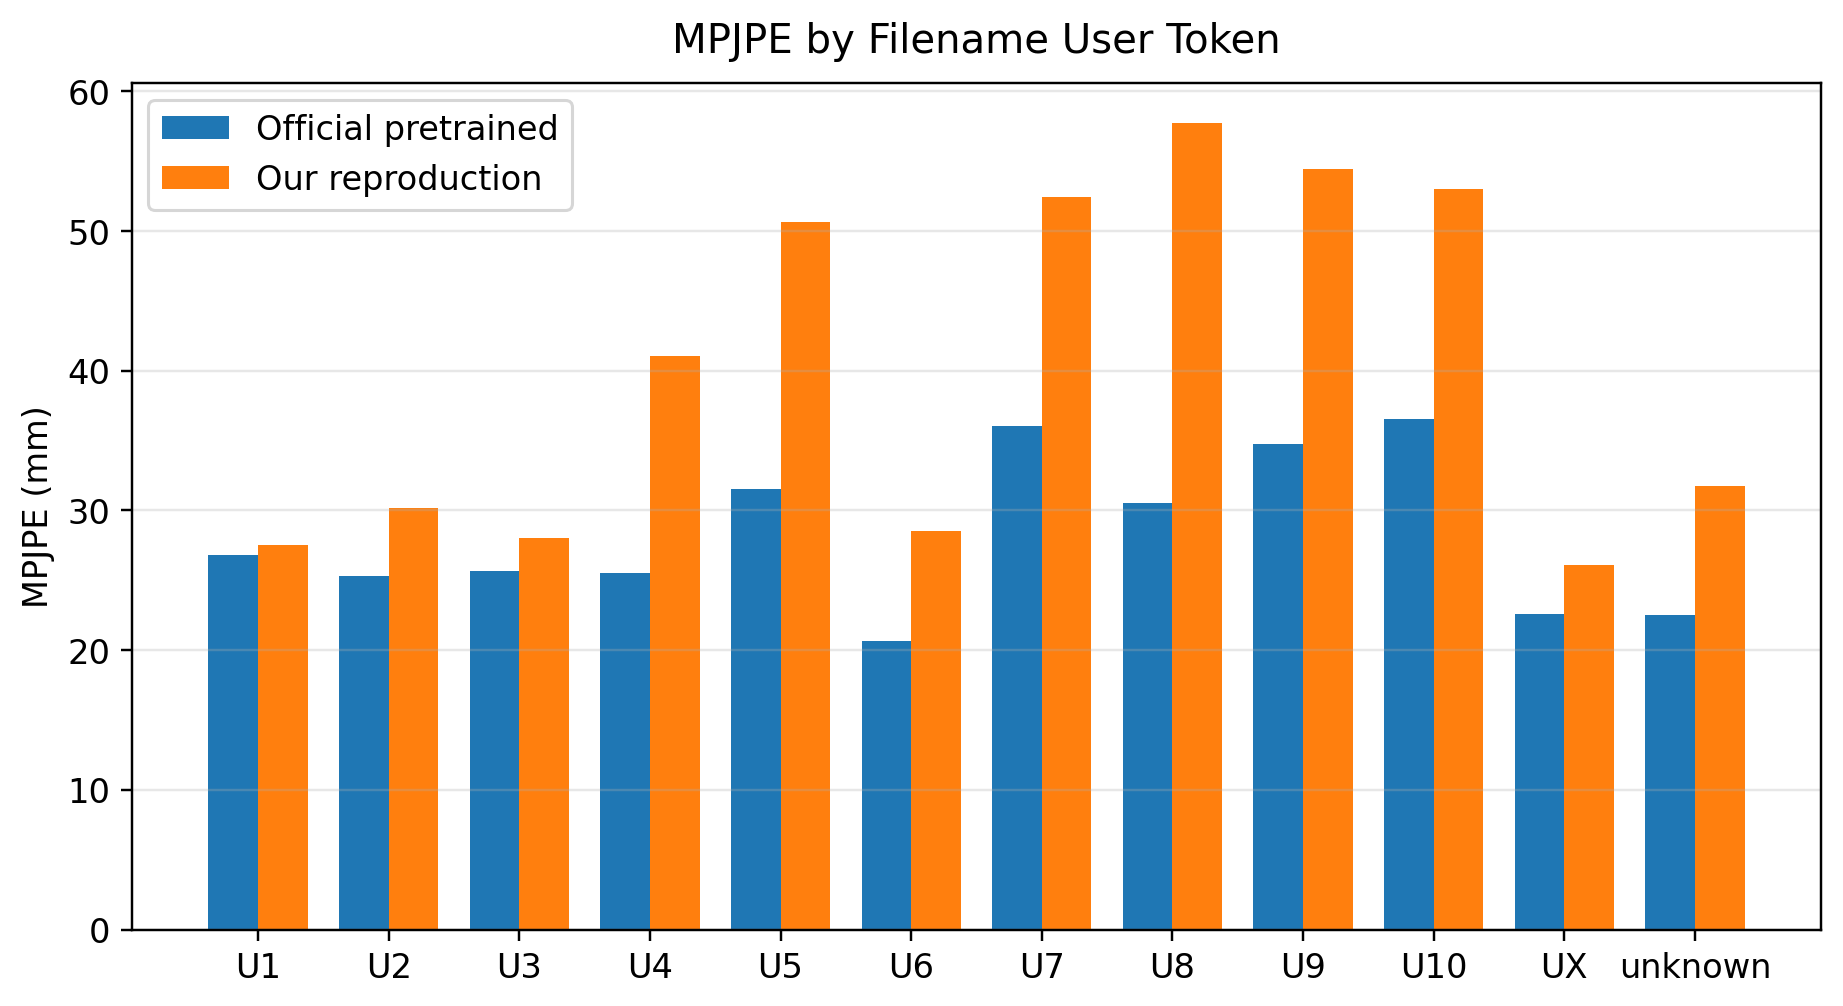 MPJPE by Filename User Token
Official pretrained
Our reproduction
MPJPE (mm)
60
50
40
30
20
10
0
U1 U2 U3 U4 U5 U6 U7 U8 U9 U10 UX unknown